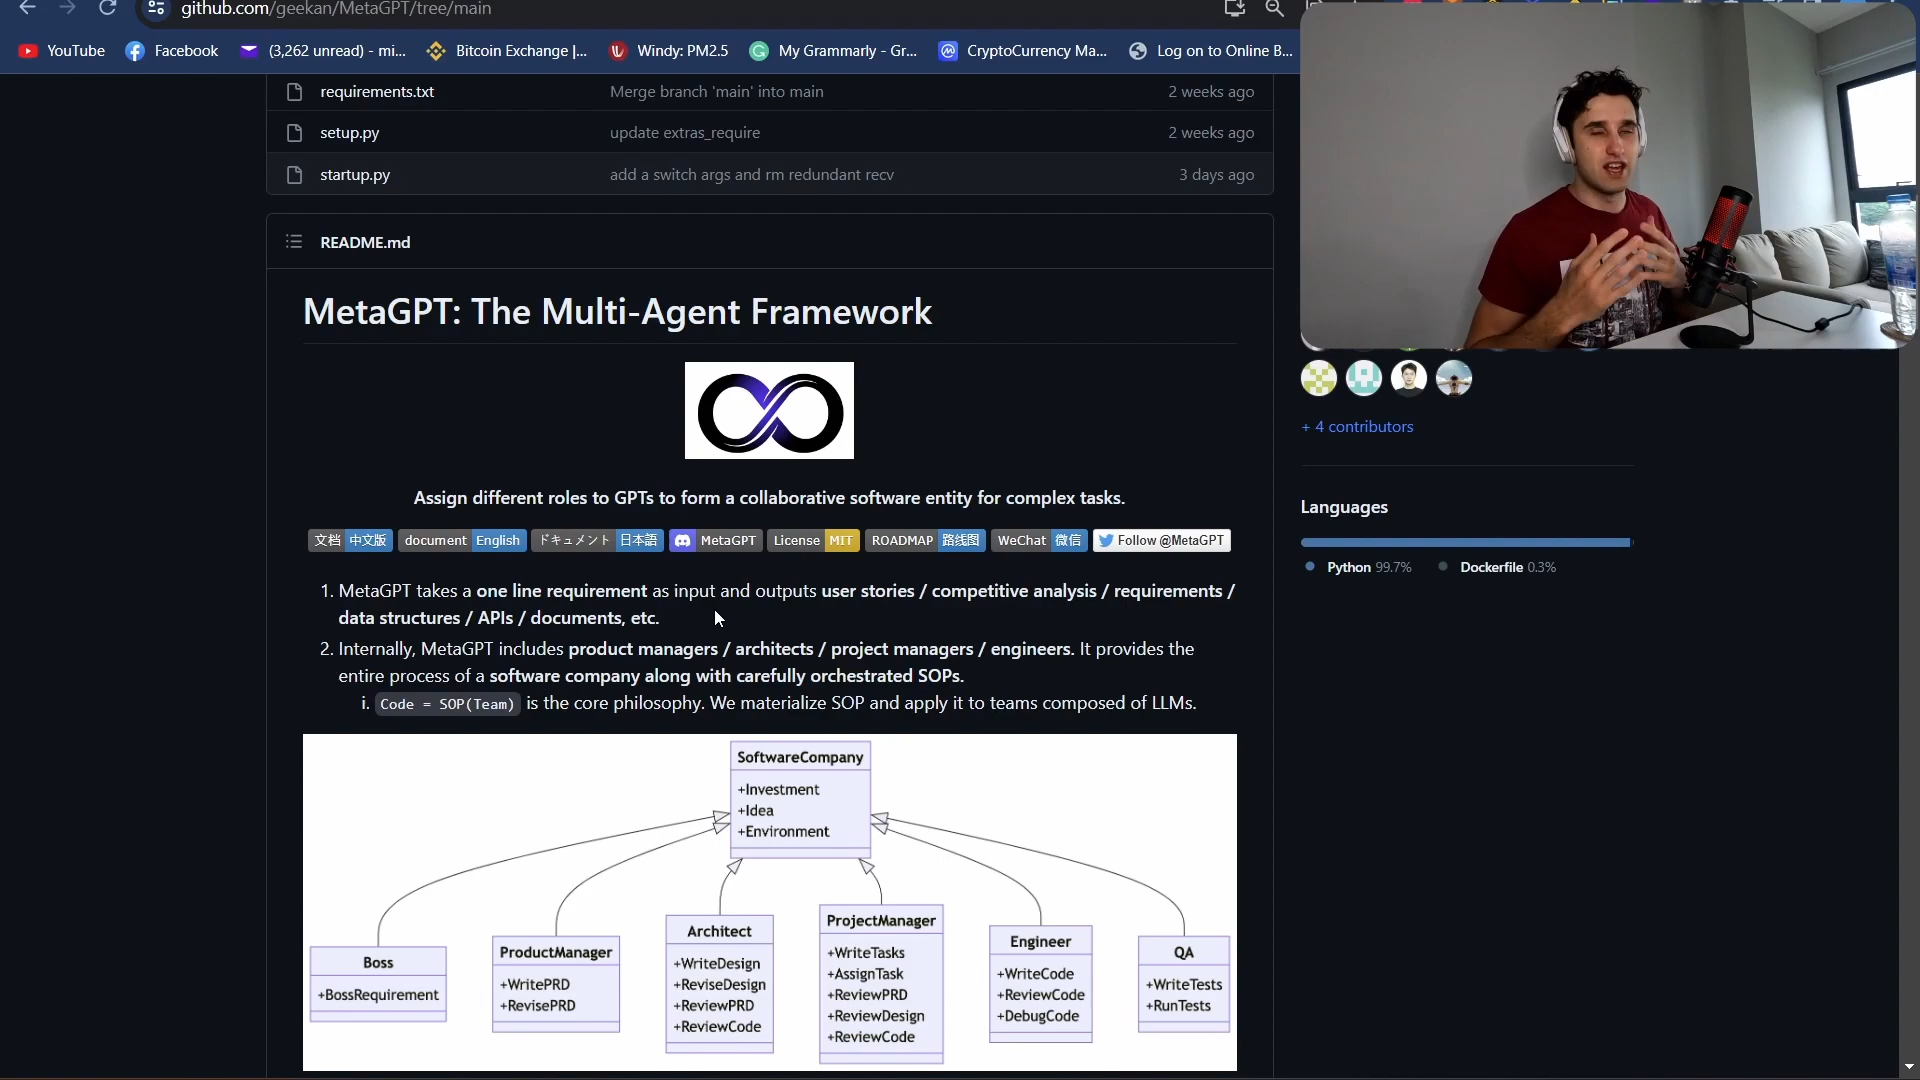 github.com/geekan/MetaGPT/tree/main
YouTube Facebook (3,262 unread) - mi... Bitcoin Exchange |... Windy: PM2.5 My Grammarly - Gr... CryptoCurrency Ma... Log on to Online B...
requirements.txt Merge branch 'main' into main 2 weeks ago
setup.py update extras_require 2 weeks ago
startup.py add a switch args and rm redundant recv 3 days ago
README.md
MetaGPT: The Multi-Agent Framework
Assign different roles to GPTs to form a collaborative software entity for complex tasks.
文档 中文版 document English ドキュメント 日本語 MetaGPT License MIT ROADMAP 路线图 WeChat 微信 Follow @MetaGPT
1. MetaGPT takes a one line requirement as input and outputs user stories / competitive analysis / requirements /
data structures / APIs / documents, etc.
2. Internally, MetaGPT includes product managers / architects / project managers / engineers. It provides the
entire process of a software company along with carefully orchestrated SOPs.
i. Code = SOP(Team) is the core philosophy. We materialize SOP and apply it to teams composed of LLMs.
SoftwareCompany
+Investment
+Idea
+Environment
Boss
+BossRequirement
ProductManager
+WritePRD
+RevisePRD
Architect
+WriteDesign
+ReviseDesign
+ReviewPRD
+ReviewCode
ProjectManager
+WriteTasks
+AssignTask
+ReviewPRD
+ReviewDesign
+ReviewCode
Engineer
+WriteCode
+ReviewCode
+DebugCode
QA
+WriteTests
+RunTests
+ 4 contributors
Languages
Python 99.7% Dockerfile 0.3%